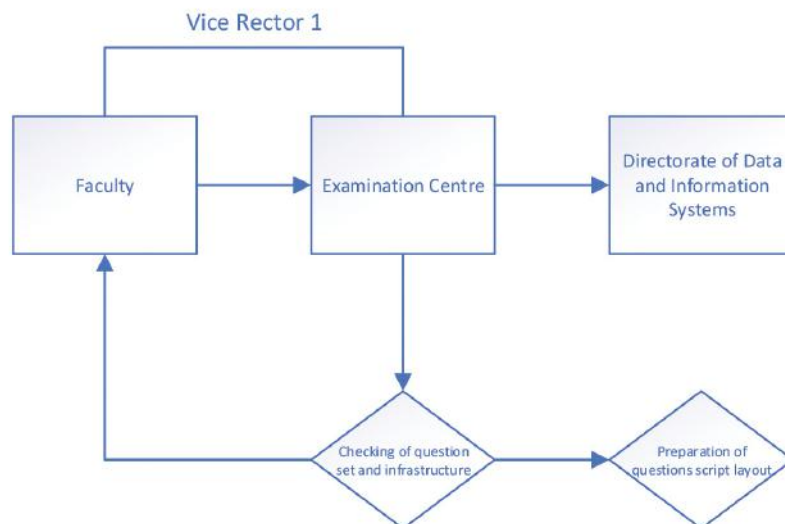 Vice Rector 1
Faculty
Examination Centre
Directorate of Data
and Information
Systems
Checking of question
set and infrastructure
Preparation of
questions script layout